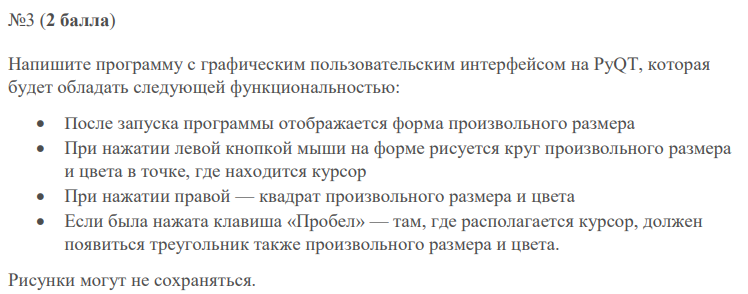 №3 (2 балла)
Напишите программу с графическим пользовательским интерфейсом на PyQT, которая
будет обладать следующей функциональностью:
• После запуска программы отображается форма произвольного размера
• При нажатии левой кнопкой мыши на форме рисуется круг произвольного размера
и цвета в точке, где находится курсор
• При нажатии правой — квадрат произвольного размера и цвета
• Если была нажата клавиша «Пробел» — там, где располагается курсор, должен
появиться треугольник также произвольного размера и цвета.
Рисунки могут не сохраняться.